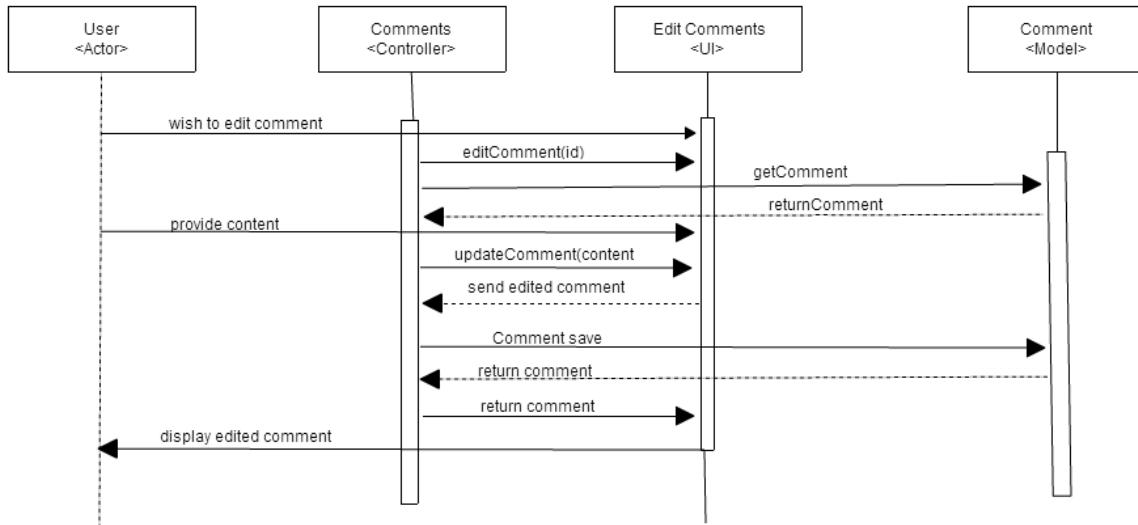 User
<Actor>
Comments
<Controller>
Edit Comments
<UI>
Comment
<Model>
wish to edit comment
editComment(id)
getComment
returnComment
provide content
updateComment(content
send edited comment
Comment save
return comment
return comment
display edited comment